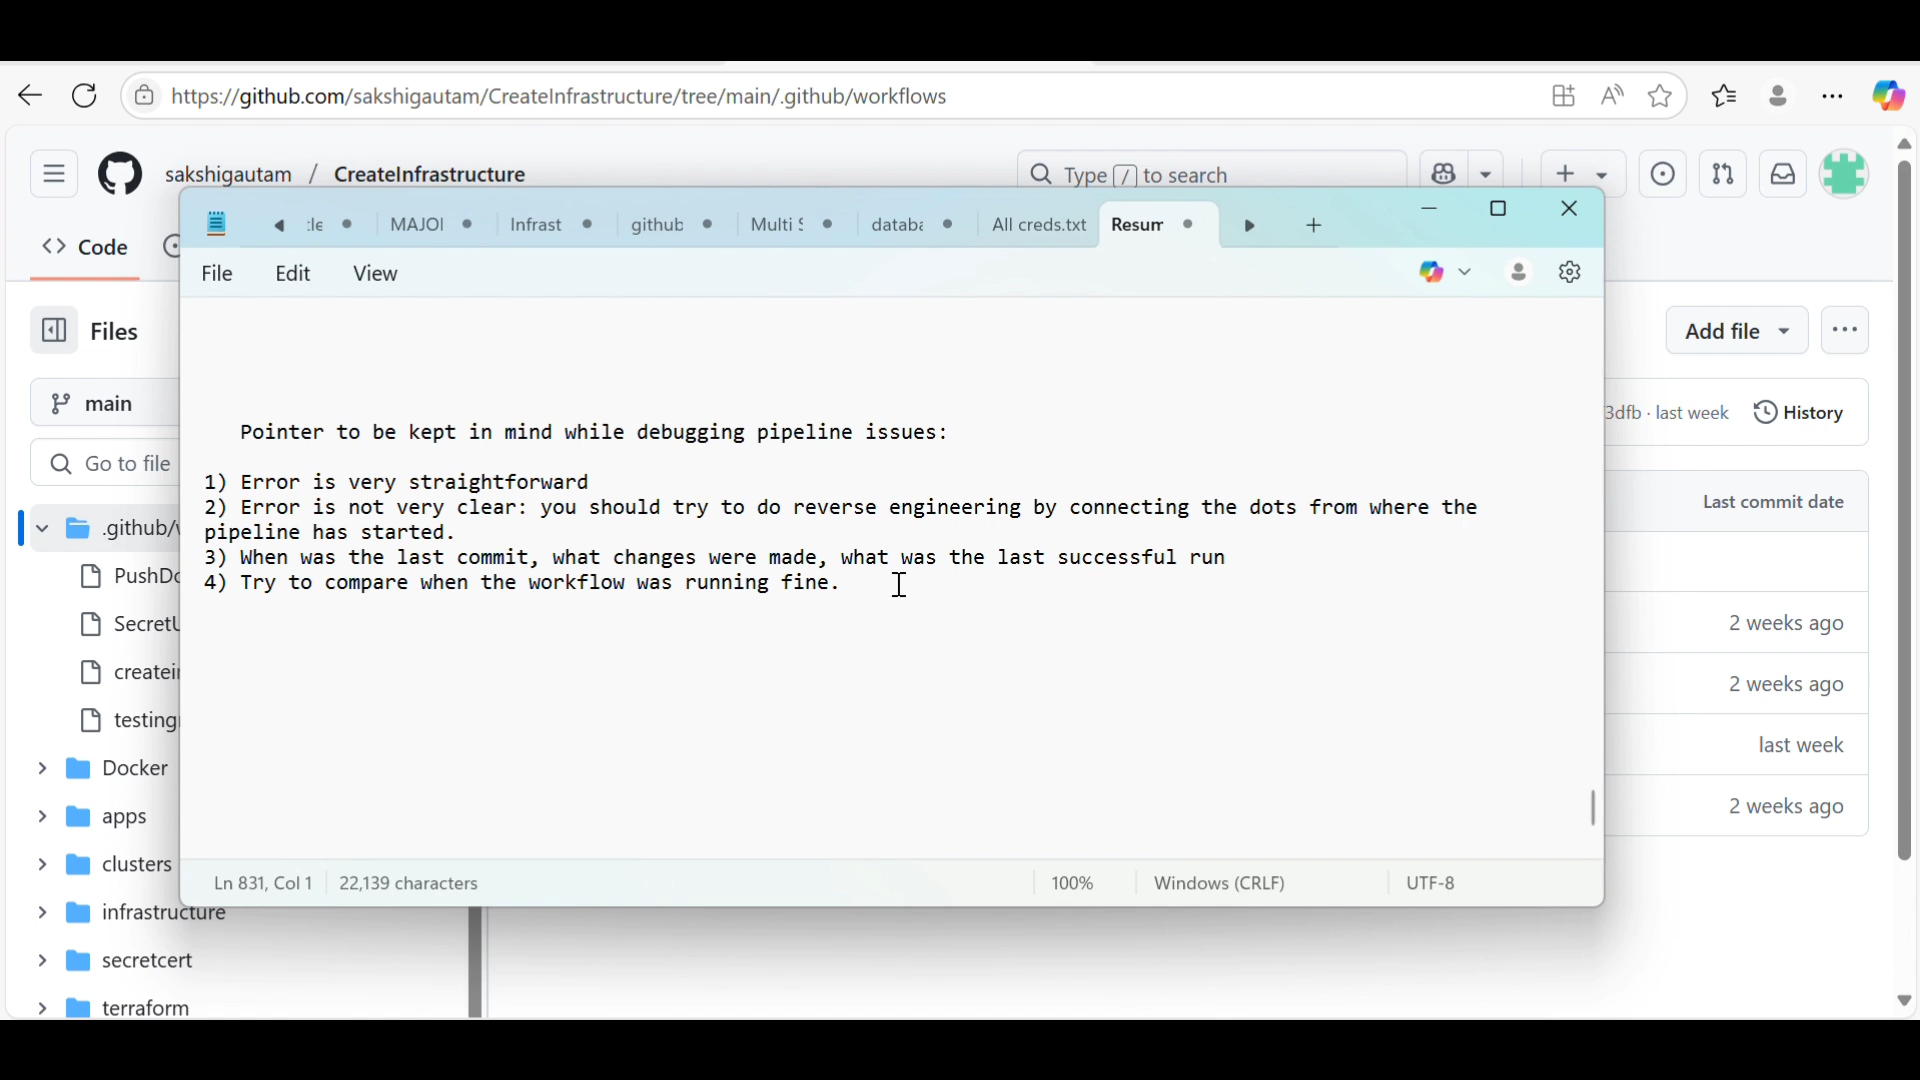 https://github.com/sakshigautam/CreateInfrastructure/tree/main/.github/workflows
sakshigautam / CreateInfrastructure
Type / to search
MAJOI
Infrast
github
Multi
databa
All creds.txt
Resum
Code
File Edit View
Files
Add file
main
3dfb · last week
History
Pointer to be kept in mind while debugging pipeline issues:
Go to file
1) Error is very straightforward
2) Error is not very clear: you should try to do reverse engineering by connecting the dots from where the
pipeline has started.
3) When was the last commit, what changes were made, what was the last successful run
4) Try to compare when the workflow was running fine.
Last commit date
.github/
PushDo
Secret
createi
testing
2 weeks ago
2 weeks ago
last week
2 weeks ago
Docker
apps
clusters
infrastructure
secretcert
terraform
Ln 831, Col 1
22,139 characters
100%
Windows (CRLF)
UTF-8